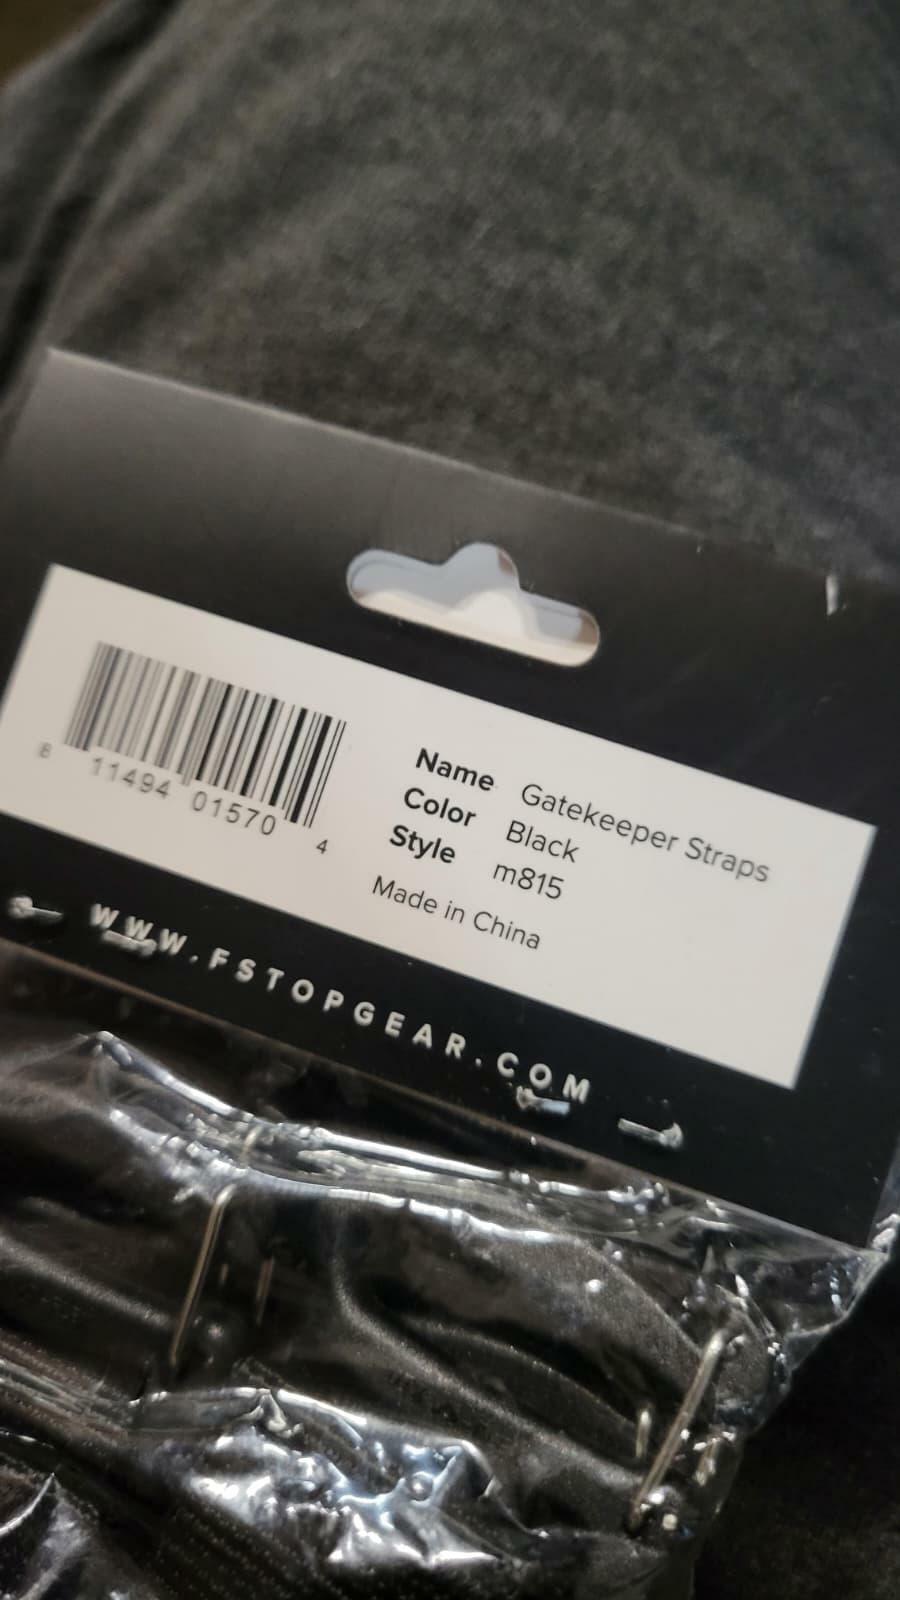 8 11494 01570 4
Name Gatekeeper Straps
Color Black
Style m815
Made in China
WWW.FSTOPGEAR.COM